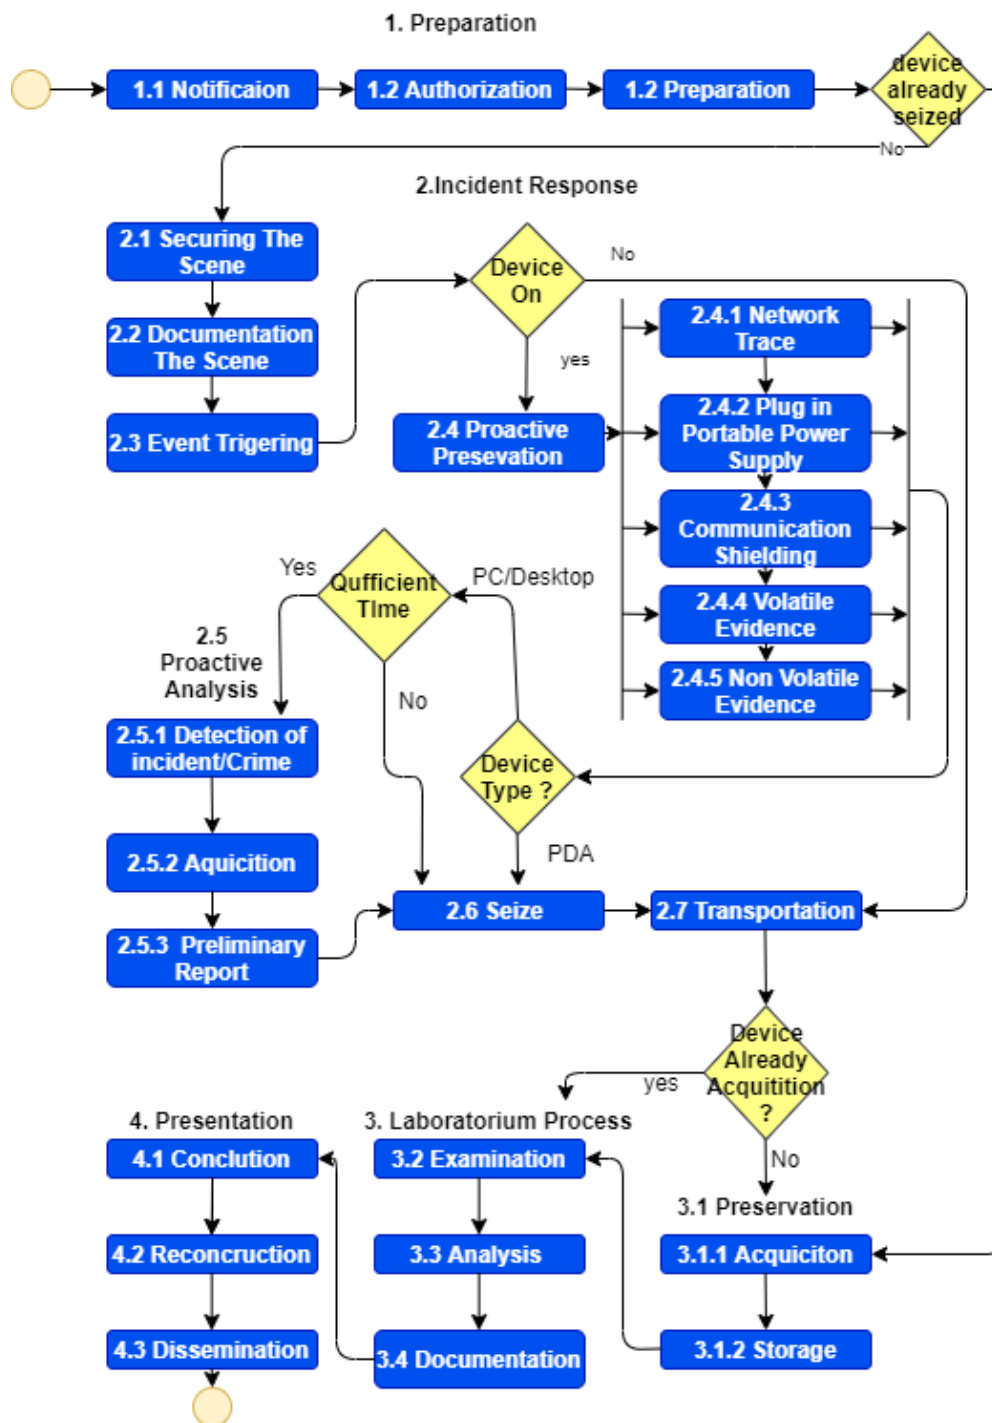 1. Preparation
1.1 Notificaion
1.2 Authorization
1.2 Preparation
device
already
seized
No
2.Incident Response
2.1 Securing The
Scene
2.2 Documentation
The Scene
2.3 Event Trigering
Device
On
No
yes
2.4 Proactive
Presevation
2.4.1 Network
Trace
2.4.2 Plug in
Portable Power
Supply
2.4.3
Communication
Shielding
2.4.4 Volatile
Evidence
2.4.5 Non Volatile
Evidence
Qufficient
TIme
Yes
PC/Desktop
No
2.5
Proactive
Analysis
2.5.1 Detection of
incident/Crime
2.5.2 Aquicition
2.5.3 Preliminary
Report
Device
Type ?
PDA
2.6 Seize
2.7 Transportation
Device
Already
Acquitition
?
yes
No
4. Presentation
3. Laboratorium Process
4.1 Conclution
4.2 Reconcruction
4.3 Dissemination
3.2 Examination
3.3 Analysis
3.4 Documentation
3.1 Preservation
3.1.1 Acquiciton
3.1.2 Storage